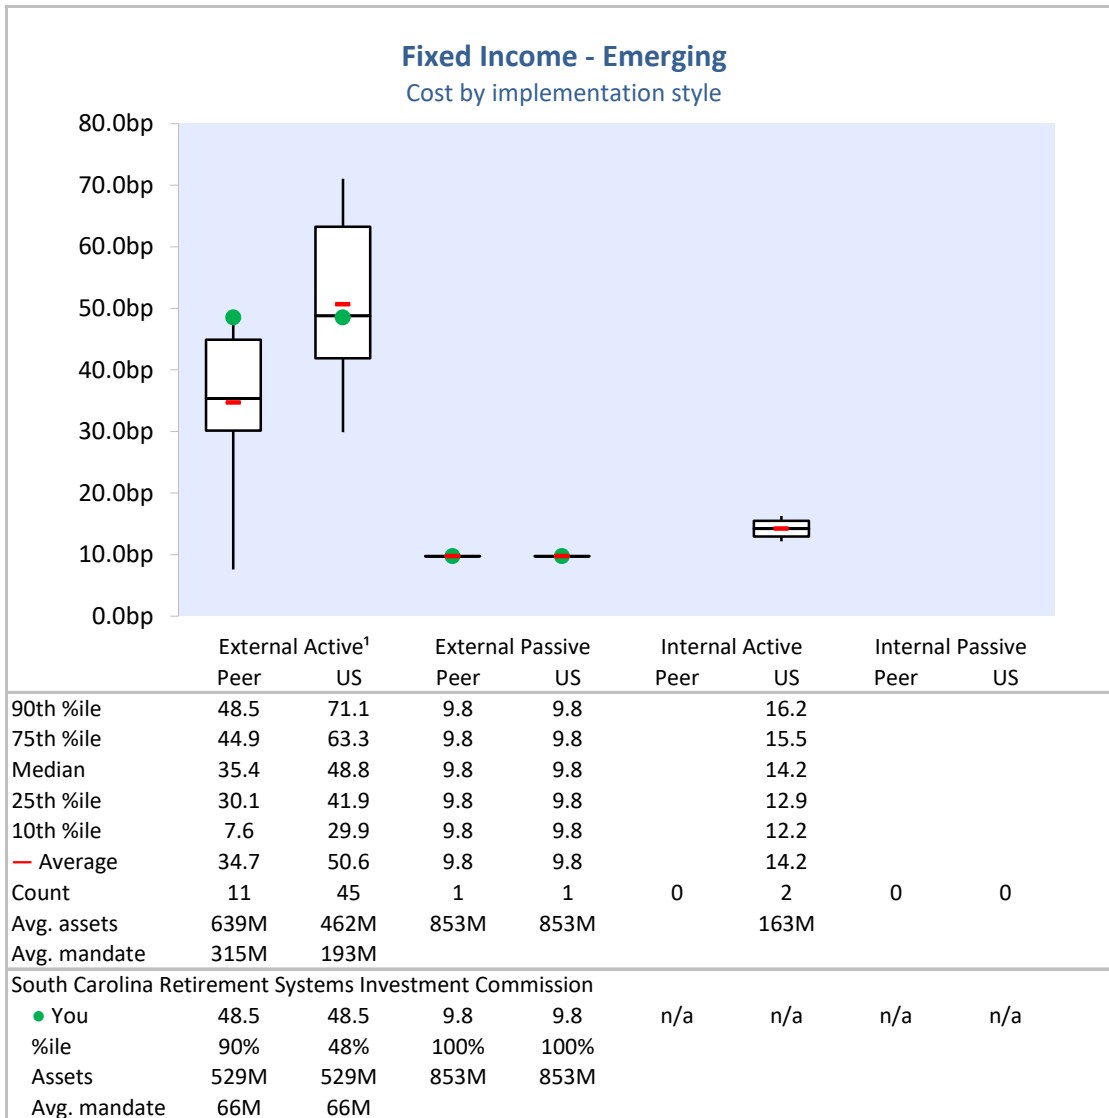 Fixed Income - Emerging
Cost by implementation style
80.0bp
70.0bp
60.0bp
50.0bp
40.0bp
30.0bp
20.0bp
10.0bp
0.0bp
External Active¹ External Passive Internal Active Internal Passive
Peer US Peer US Peer US Peer US
90th %ile 48.5 71.1 9.8 9.8 16.2
75th %ile 44.9 63.3 9.8 9.8 15.5
Median 35.4 48.8 9.8 9.8 14.2
25th %ile 30.1 41.9 9.8 9.8 12.9
10th %ile 7.6 29.9 9.8 9.8 12.2
— Average 34.7 50.6 9.8 9.8 14.2
Count 11 45 1 1 0 2 0 0
Avg. assets 639M 462M 853M 853M 163M
Avg. mandate 315M 193M
South Carolina Retirement Systems Investment Commission
● You 48.5 48.5 9.8 9.8 n/a n/a n/a n/a
%ile 90% 48% 100% 100%
Assets 529M 529M 853M 853M
Avg. mandate 66M 66M